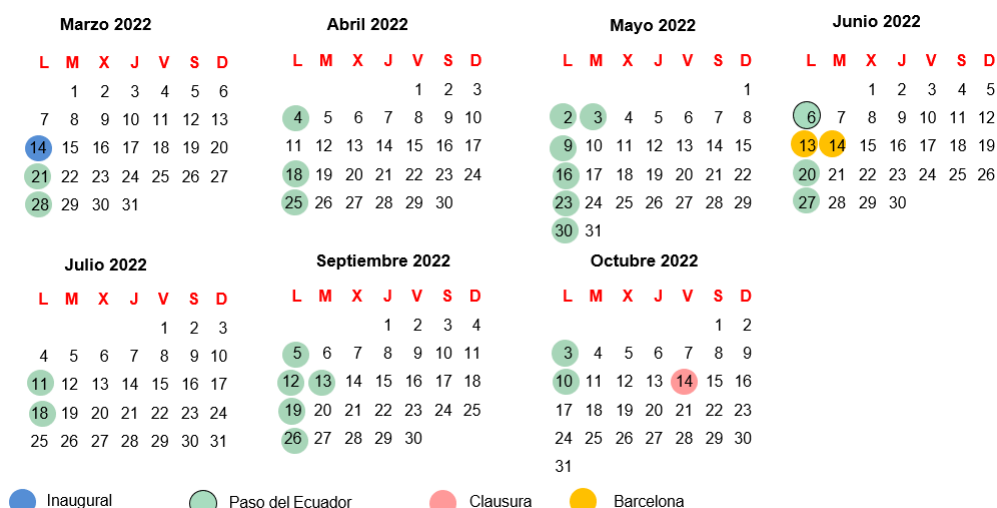 Marzo 2022
L M X J V S D
1 2 3 4 5 6
7 8 9 10 11 12 13
14 15 16 17 18 19 20
21 22 23 24 25 26 27
28 29 30 31
Abril 2022
L M X J V S D
1 2 3
4 5 6 7 8 9 10
11 12 13 14 15 16 17
18 19 20 21 22 23 24
25 26 27 28 29 30
Mayo 2022
L M X J V S D
1
2 3 4 5 6 7 8
9 10 11 12 13 14 15
16 17 18 19 20 21 22
23 24 25 26 27 28 29
30 31
Junio 2022
L M X J V S D
1 2 3 4 5
6 7 8 9 10 11 12
13 14 15 16 17 18 19
20 21 22 23 24 25 26
27 28 29 30
Julio 2022
L M X J V S D
1 2 3
4 5 6 7 8 9 10
11 12 13 14 15 16 17
18 19 20 21 22 23 24
25 26 27 28 29 30 31
Septiembre 2022
L M X J V S D
1 2 3 4
5 6 7 8 9 10 11
12 13 14 15 16 17 18
19 20 21 22 23 24 25
26 27 28 29 30
Octubre 2022
L M X J V S D
1 2
3 4 5 6 7 8 9
10 11 12 13 14 15 16
17 18 19 20 21 22 23
24 25 26 27 28 29 30
31
Inaugural
Paso del Ecuador
Clausura
Barcelona